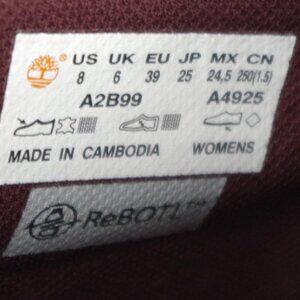 US UK EU JP MX CN
8 6 39 25 24,5 250(1.5)
A2B99 A4925
MADE IN CAMBODIA WOMENS
ReBOTL™